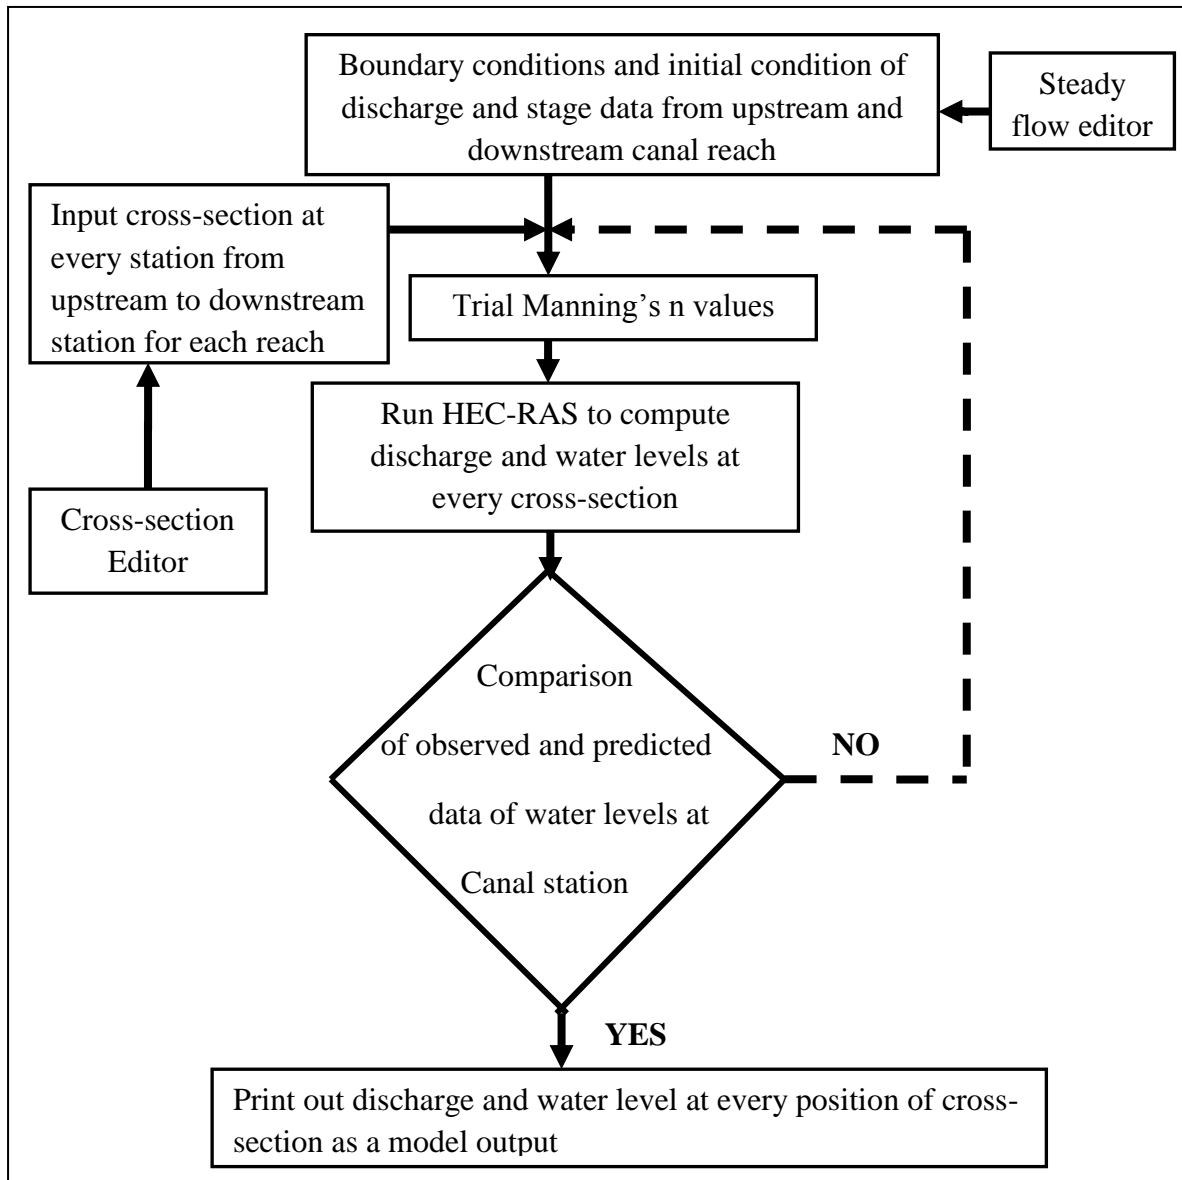 Boundary conditions and initial condition of
discharge and stage data from upstream and
downstream canal reach
Steady
flow editor
Input cross-section at
every station from
upstream to downstream
station for each reach
Trial Manning’s n values
Run HEC-RAS to compute
discharge and water levels at
every cross-section
Cross-section
Editor
Comparison
of observed and predicted
data of water levels at
Canal station
NO
YES
Print out discharge and water level at every position of cross-
section as a model output